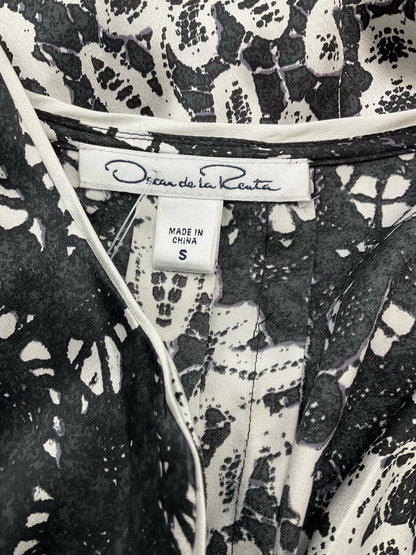 Oscar de la Renta
MADE IN
CHINA
S